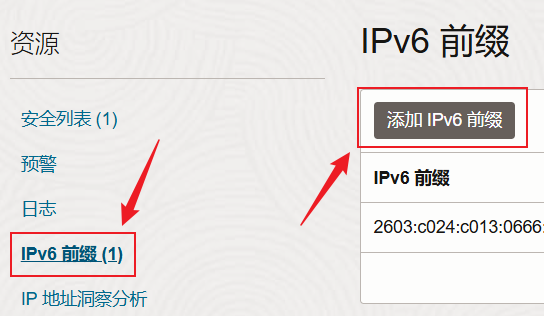 资源
安全列表 (1)
预警
日志
IPv6 前缀 (1)
IP 地址洞察分析
IPv6 前缀
添加 IPv6 前缀
IPv6 前缀
2603:c024:c013:0666: